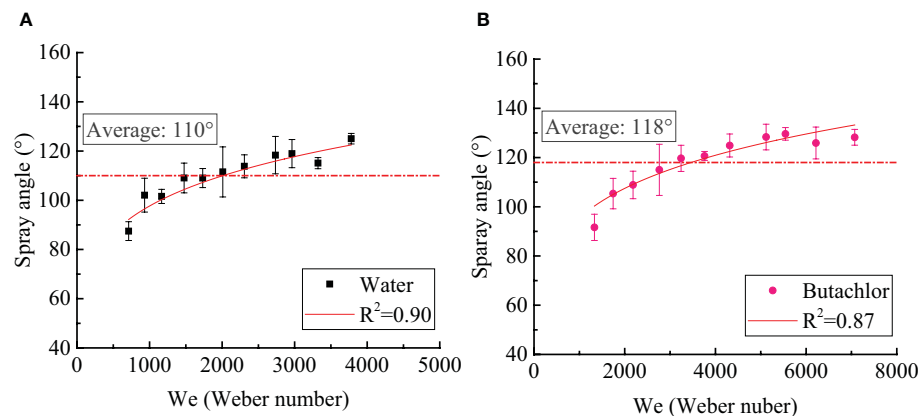 A
160
140
120
100
80
60
40
0
1000
2000
3000
4000
5000
Spray angle (°)
We (Weber number)
Average: 110°
Water
R²=0.90
B
160
140
120
100
80
60
40
0
2000
4000
6000
8000
Sparay angle (°)
We (Weber nuber)
Average: 118°
Butachlor
R²=0.87